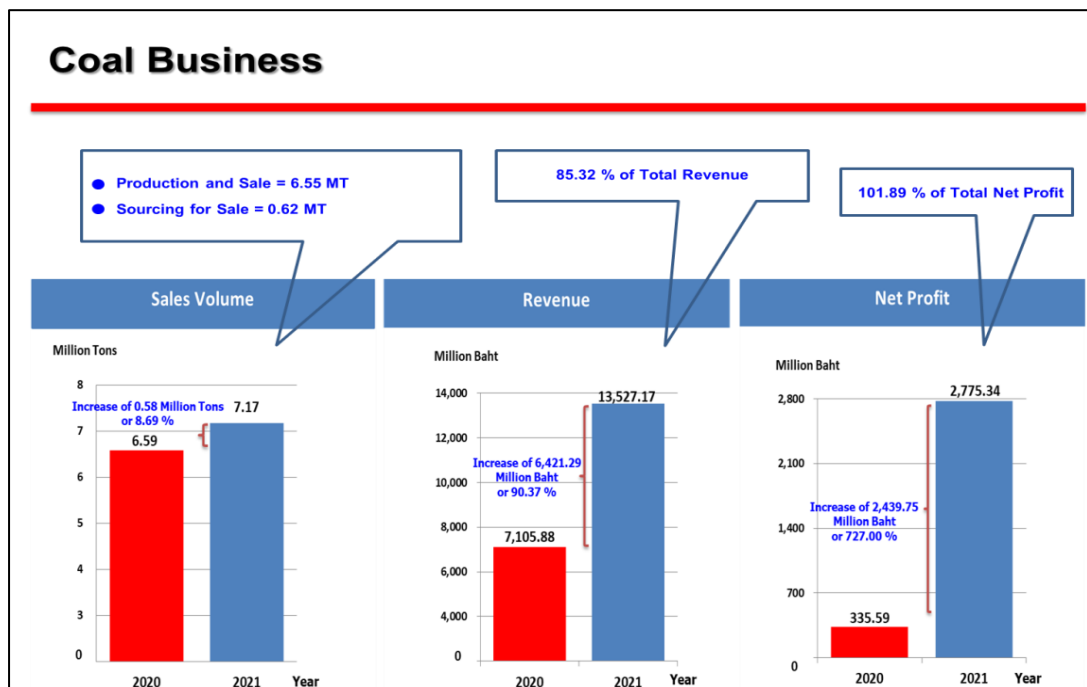 Coal Business
● Production and Sale = 6.55 MT
● Sourcing for Sale = 0.62 MT
85.32 % of Total Revenue
101.89 % of Total Net Profit
Sales Volume
Million Tons
8
7
6
5
3
3
0
Increase of 0.58 Million Tons
or 8.69 %
6.59
7.17
2020
2021
Year
Revenue
Million Baht
14,000
12,000
10,000
8,000
6,000
4,000
0
Increase of 6,421.29
Million Baht
or 90.37 %
7,105.88
13,527.17
2020
2021
Year
Net Profit
Million Baht
2,800
2,100
1,400
700
0
Increase of 2,439.75
Million Baht
or 727.00 %
335.59
2,775.34
2020
2021
Year